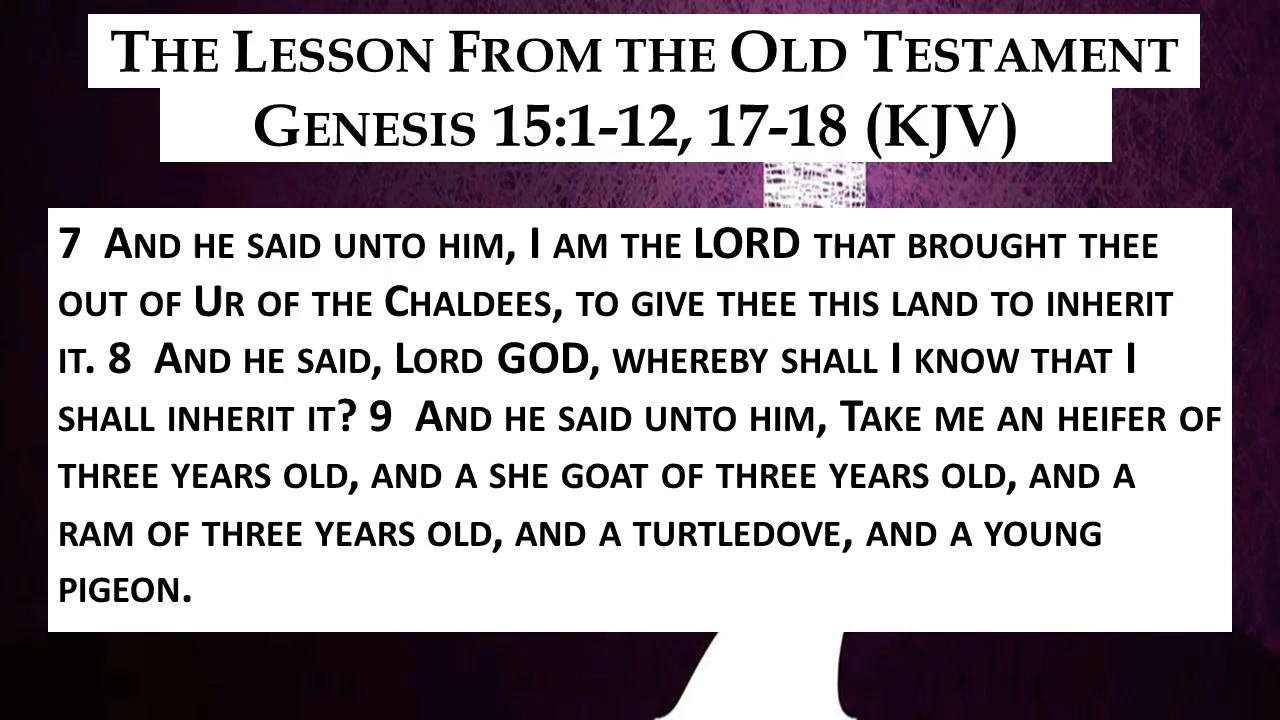 The Lesson From the Old Testament
Genesis 15:1-12, 17-18 (KJV)
7 And he said unto him, I am the LORD that brought thee
out of Ur of the Chaldees, to give thee this land to inherit
it. 8 And he said, Lord GOD, whereby shall I know that I
shall inherit it? 9 And he said unto him, Take me an heifer of
three years old, and a she goat of three years old, and a
ram of three years old, and a turtledove, and a young
pigeon.